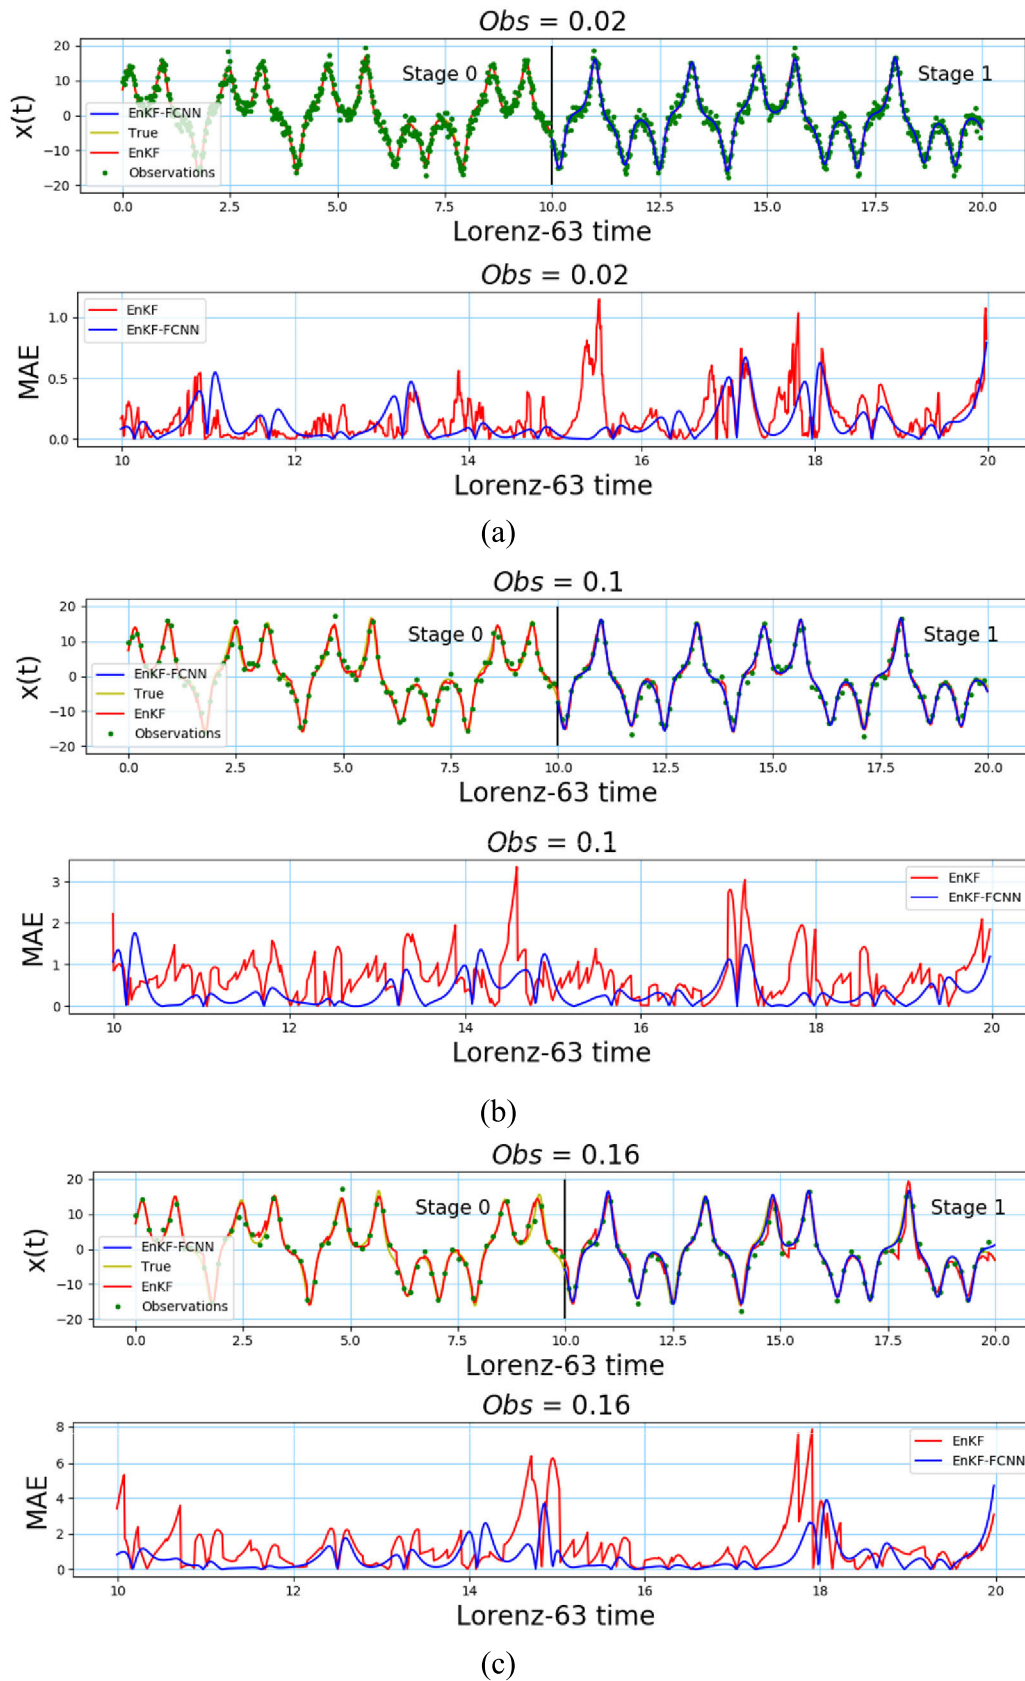 Obs = 0.02
x(t)
20
10
0
−10
−20
Stage 0
Stage 1
EnKF-FCNN
True
EnKF
Observations
0.0 2.5 5.0 7.5 10.0 12.5 15.0 17.5 20.0
Lorenz-63 time
Obs = 0.02
MAE
1.0
0.5
0.0
EnKF
EnKF-FCNN
10 12 14 16 18 20
Lorenz-63 time
(a)
Obs = 0.1
x(t)
20
10
0
−10
−20
Stage 0
Stage 1
EnKF-FCNN
True
EnKF
Observations
0.0 2.5 5.0 7.5 10.0 12.5 15.0 17.5 20.0
Lorenz-63 time
Obs = 0.1
MAE
3
2
1
0
EnKF
EnKF-FCNN
10 12 14 16 18 20
Lorenz-63 time
(b)
Obs = 0.16
x(t)
20
10
0
−10
−20
Stage 0
Stage 1
EnKF-FCNN
True
EnKF
Observations
0.0 2.5 5.0 7.5 10.0 12.5 15.0 17.5 20.0
Lorenz-63 time
Obs = 0.16
MAE
8
6
4
2
0
EnKF
EnKF-FCNN
10 12 14 16 18 20
Lorenz-63 time
(c)